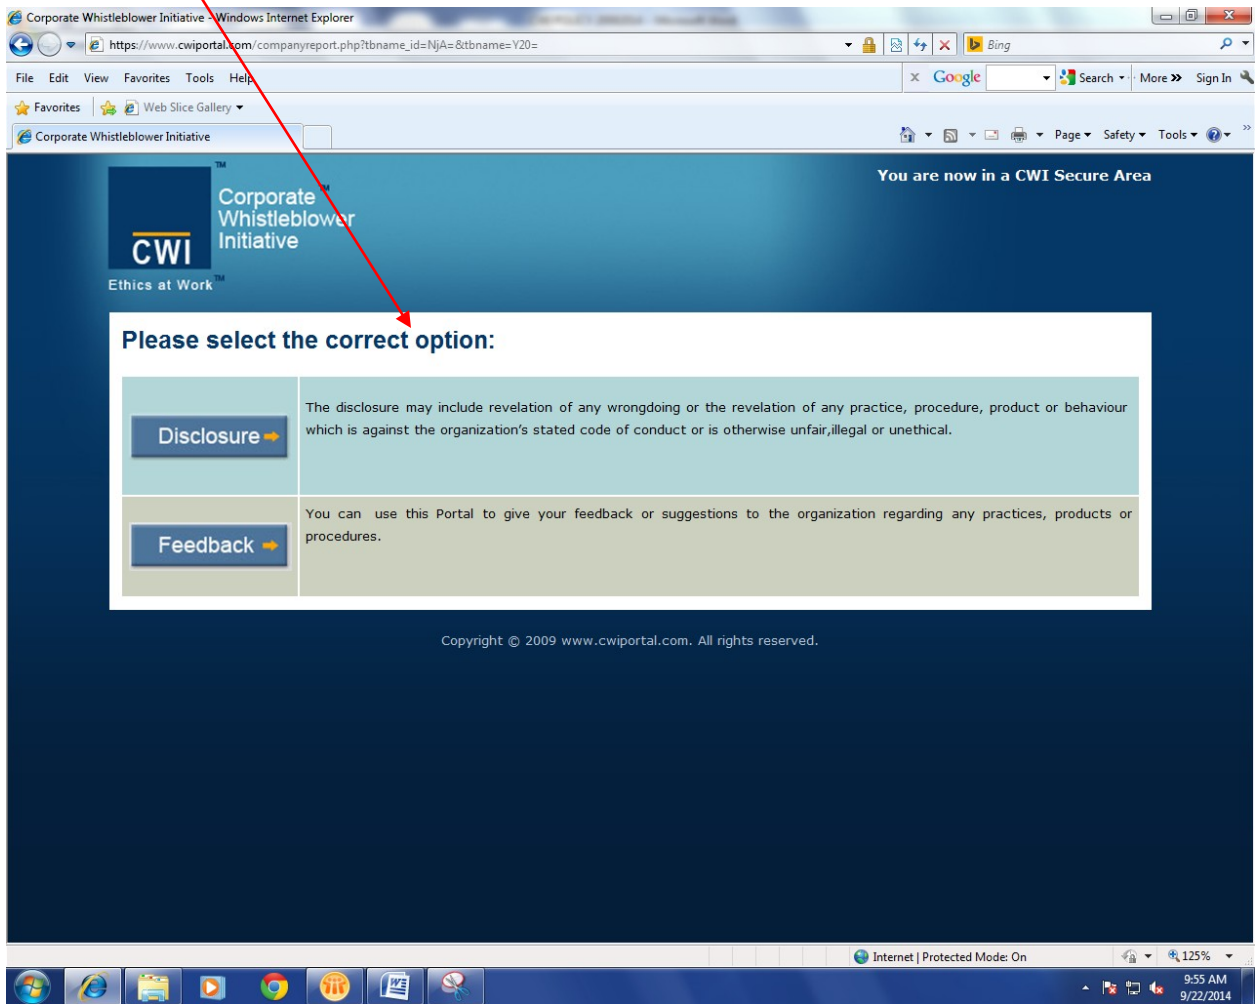 Corporate Whistleblower Initiative - Windows Internet Explorer
https://www.cwiportal.com/companyreport.php?tbname_id=NjA=&tbname=Y20=
Bing
File Edit View Favorites Tools Help
x Google Search More >> Sign In
Favorites Web Slice Gallery
Corporate Whistleblower Initiative
Page Safety Tools
You are now in a CWI Secure Area
CWI TM
Corporate TM
Whistleblower
Initiative
Ethics at Work TM
Please select the correct option:
Disclosure
The disclosure may include revelation of any wrongdoing or the revelation of any practice, procedure, product or behaviour
which is against the organization's stated code of conduct or is otherwise unfair,illegal or unethical.
Feedback
You can use this Portal to give your feedback or suggestions to the organization regarding any practices, products or
procedures.
Copyright © 2009 www.cwiportal.com. All rights reserved.
Internet | Protected Mode: On
125%
9:55 AM
9/22/2014